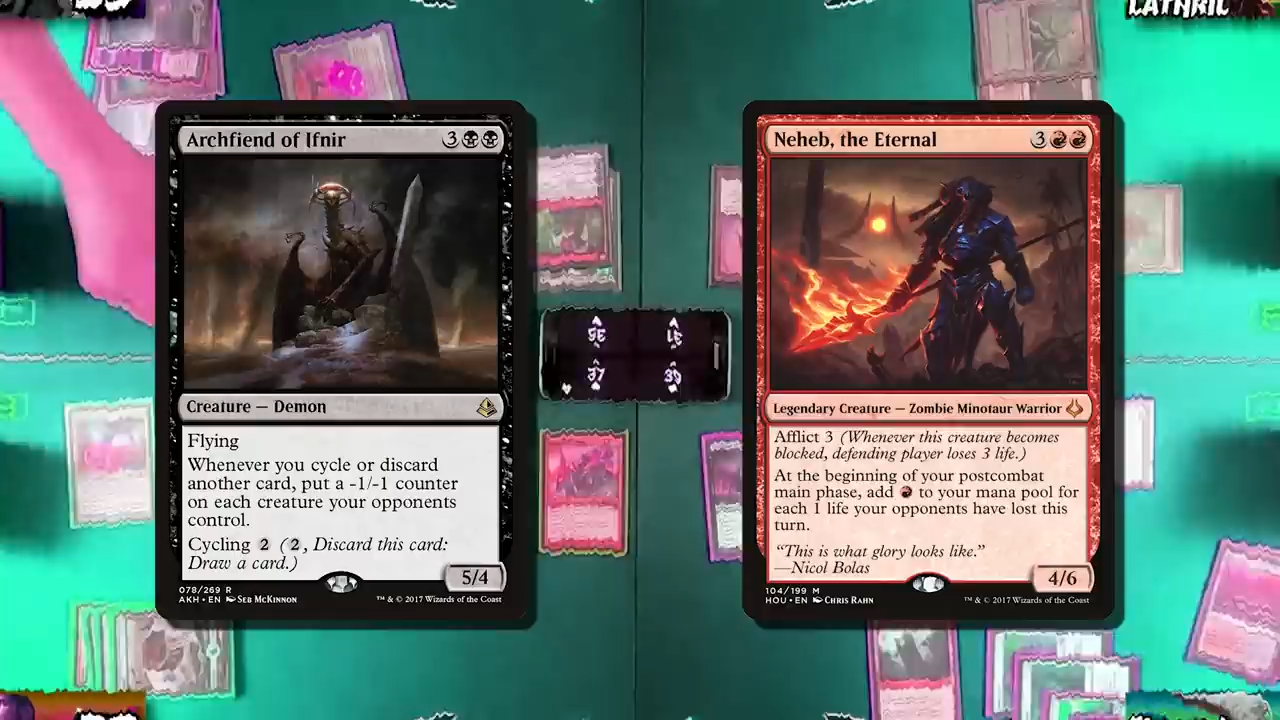 LATHRIL
Archfiend of Ifnir 3
Creature — Demon
Flying
Whenever you cycle or discard
another card, put a -1/-1 counter
on each creature your opponents
control.
Cycling 2 (2, Discard this card:
Draw a card.)
5/4
078/269 R
AKH • EN Seb McKinnon
™ & © 2017 Wizards of the Coast
Neheb, the Eternal 3
Legendary Creature — Zombie Minotaur Warrior
Afflict 3 (Whenever this creature becomes
blocked, defending player loses 3 life.)
At the beginning of your postcombat
main phase, add to your mana pool for
each 1 life your opponents have lost this
turn.
“This is what glory looks like.”
—Nicol Bolas
4/6
104/199 M
HOU • EN Chris Rahn
™ & © 2017 Wizards of the Coast